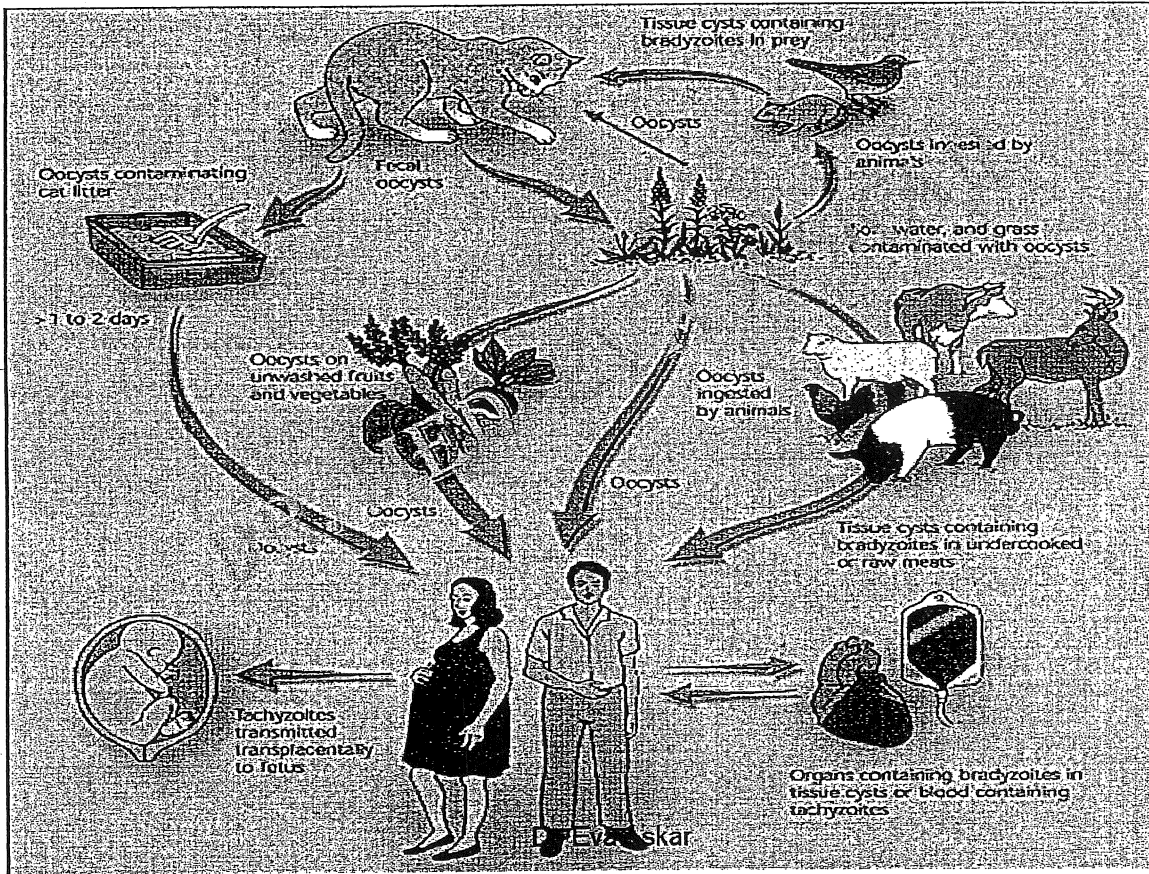 Tissue cysts containing
bradyzoites in prey
Oocysts
Oocysts ingested by
animals
Fecal
oocysts
Oocysts contaminating
cat litter
water, and grass
contaminated with oocysts
>1 to 2 days
Oocysts on
unwashed fruits
and vegetables
Oocysts
ingested
by animals
Oocysts
Oocysts
Oocysts
Tissue cysts containing
bradyzoites in undercooked
or raw meats
Tachyzoites
transmitted
transplacentally
to fetus
Organs containing bradyzoites in
tissue cysts or blood containing
tachyzoites